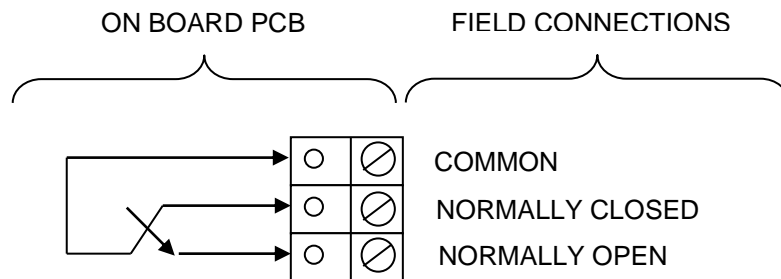 ON BOARD PCB FIELD CONNECTIONS
COMMON
NORMALLY CLOSED
NORMALLY OPEN